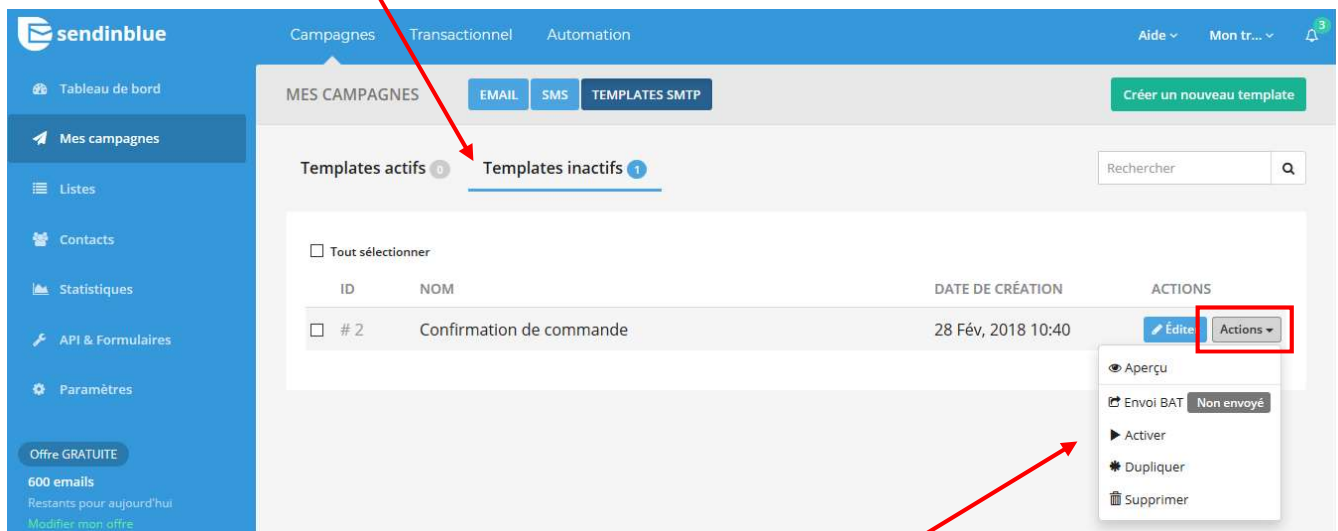 sendinblue
Campagnes Transactionnel Automation
Aide Mon tr... 3
Tableau de bord
Mes campagnes
Listes
Contacts
Statistiques
API & Formulaires
Paramètres
Offre GRATUITE
600 emails
Restants pour aujourd'hui
Modifier mon offre
MES CAMPAGNES EMAIL SMS TEMPLATES SMTP Créer un nouveau template
Templates actifs 0 Templates inactifs 1 Rechercher
Tout sélectionner
ID NOM DATE DE CRÉATION ACTIONS
# 2 Confirmation de commande 28 Fév, 2018 10:40 Éditer Actions
Aperçu
Envoi BAT Non envoyé
Activer
Dupliquer
Supprimer